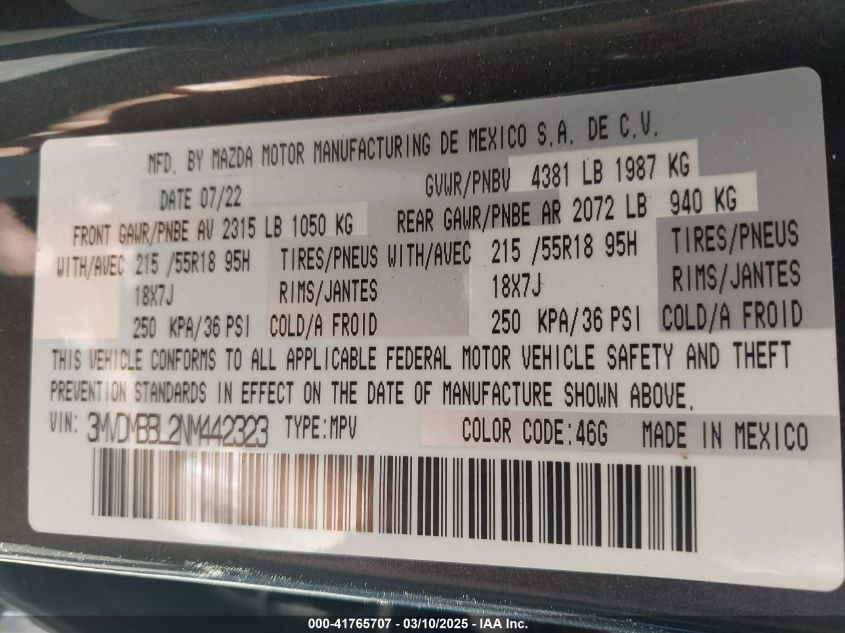 MFD. BY MAZDA MOTOR MANUFACTURING DE MEXICO S.A. DE C.V.
DATE 07/22 GVWR/PNBV 4381 LB 1987 KG
FRONT GAWR/PNBE AV 2315 LB 1050 KG REAR GAWR/PNBE AR 2072 LB 940 KG
WITH/AVEC 215 /55R18 95H TIRES/PNEUS WITH/AVEC 215 /55R18 95H TIRES/PNEUS
18X7J RIMS/JANTES 18X7J RIMS/JANTES
250 KPA/36 PSI COLD/A FROID 250 KPA/36 PSI COLD/A FROID
THIS VEHICLE CONFORMS TO ALL APPLICABLE FEDERAL MOTOR VEHICLE SAFETY AND THEFT
PREVENTION STANDARDS IN EFFECT ON THE DATE OF MANUFACTURE SHOWN ABOVE.
VIN: 3MVDMBBL2NM442323 TYPE:MPV COLOR CODE:46G MADE IN MEXICO
000-41765707 - 03/10/2025 - IAA Inc.